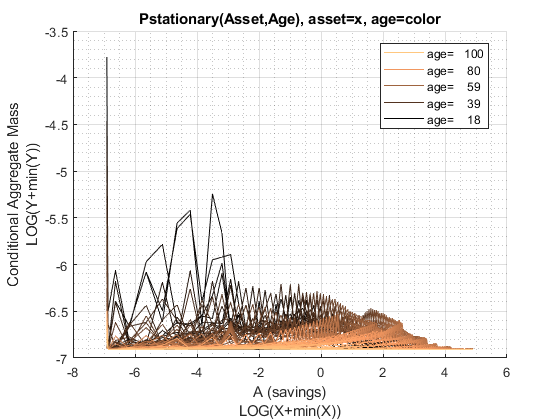 Pstationary(Asset,Age), asset=x, age=color
-3.5
-4
-4.5
-5
-5.5
-6
-6.5
-7
Conditional Aggregate Mass
LOG(Y+min(Y))
age= 100
age= 80
age= 59
age= 39
age= 18
-8 -6 -4 -2 0 2 4 6
A (savings)
LOG(X+min(X))